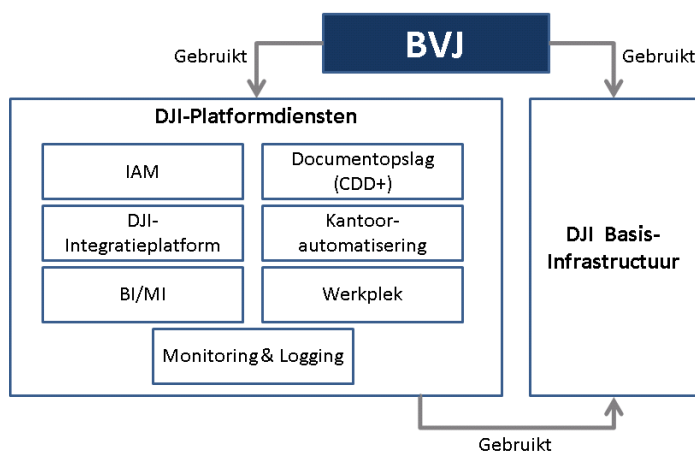 BVJ
Gebruikt
Gebruikt
DJI-Platformdiensten
IAM
Documentopslag
(CDD+)
DJI-
Integratieplatform
Kantoor-
automatisering
BI/MI
Werkplek
Monitoring & Logging
DJI Basis-
Infrastructuur
Gebruikt